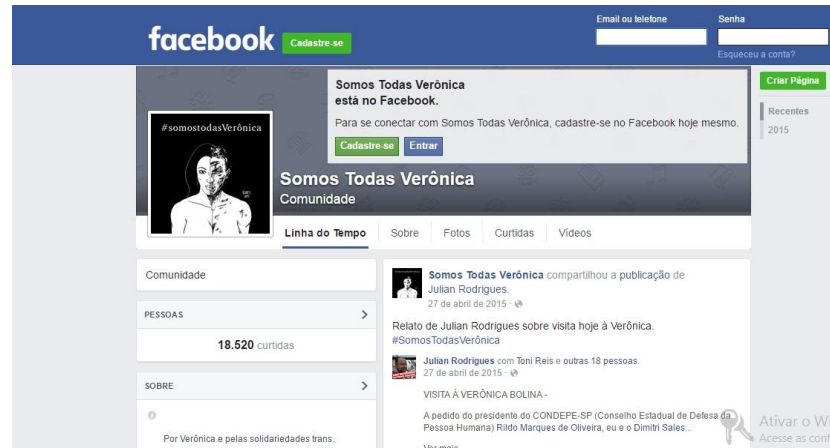 Email ou telefone
Senha
facebook
Cadastre-se
Esqueceu a conta?
Criar Página
Recentes
2015
Somos Todas Verônica
está no Facebook.
Para se conectar com Somos Todas Verônica, cadastre-se no Facebook hoje mesmo.
Cadastre-se
Entrar
#somostodasVerônica
Somos Todas Verônica
Comunidade
Linha do Tempo
Sobre
Fotos
Curtidas
Vídeos
Comunidade
PESSOAS
18.520 curtidas
SOBRE
Por Verônica e pelas solidariedades trans.
Somos Todas Verônica compartilhou a publicação de
Julian Rodrigues.
27 de abril de 2015 ·
Relato de Julian Rodrigues sobre visita hoje à Verônica.
#SomosTodasVerônica
Julian Rodrigues com Toni Reis e outras 18 pessoas.
27 de abril de 2015 ·
VISITA À VERÔNICA BOLINA -
A pedido do presidente do CONDEPE-SP (Conselho Estadual de Defesa da
Pessoa Humana) Rildo Marques de Oliveira, eu e o Dimitri Sales...
Ver mais
Ativar o W
Acesse as conf